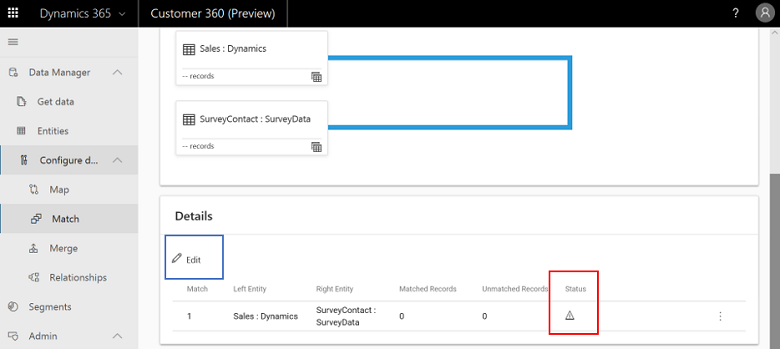 Dynamics 365
Customer 360 (Preview)
?
Data Manager
Get data
Entities
Configure d...
Map
Match
Merge
Relationships
Segments
Admin
Sales : Dynamics
-- records
SurveyContact : SurveyData
-- records
Details
Edit
Match Left Entity Right Entity Matched Records Unmatched Records Status
1 Sales : Dynamics SurveyContact : 0 0
SurveyData